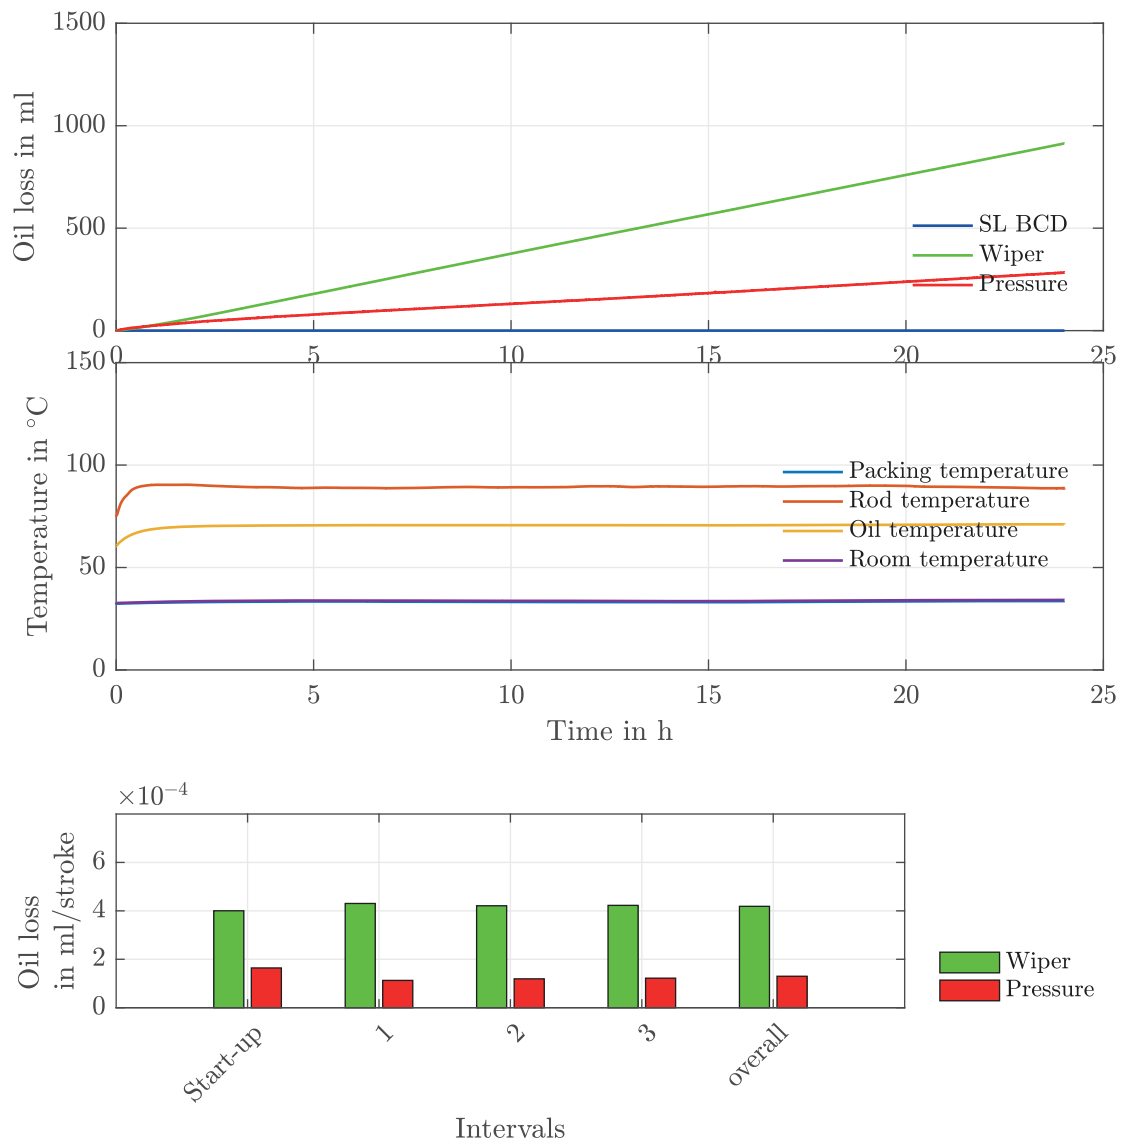 1500
1000
500
0
Oil loss in ml
SL BCD
Wiper
Pressure
0 5 10 15 20 25
150
100
50
0
Temperature in °C
Packing temperature
Rod temperature
Oil temperature
Room temperature
0 5 10 15 20 25
Time in h
×10−4
6
4
2
0
Oil loss
in ml/stroke
Wiper
Pressure
Start-up 1 2 3 overall
Intervals